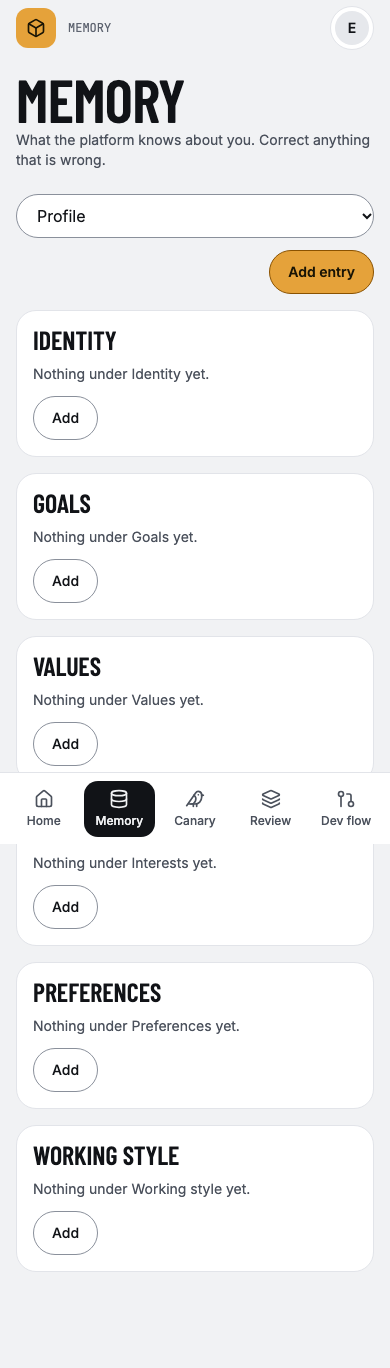 MEMORY
E
MEMORY
What the platform knows about you. Correct anything
that is wrong.
Profile
Add entry
IDENTITY
Nothing under Identity yet.
Add
GOALS
Nothing under Goals yet.
Add
VALUES
Nothing under Values yet.
Add
Home
Memory
Canary
Review
Dev flow
Nothing under Interests yet.
Add
PREFERENCES
Nothing under Preferences yet.
Add
WORKING STYLE
Nothing under Working style yet.
Add